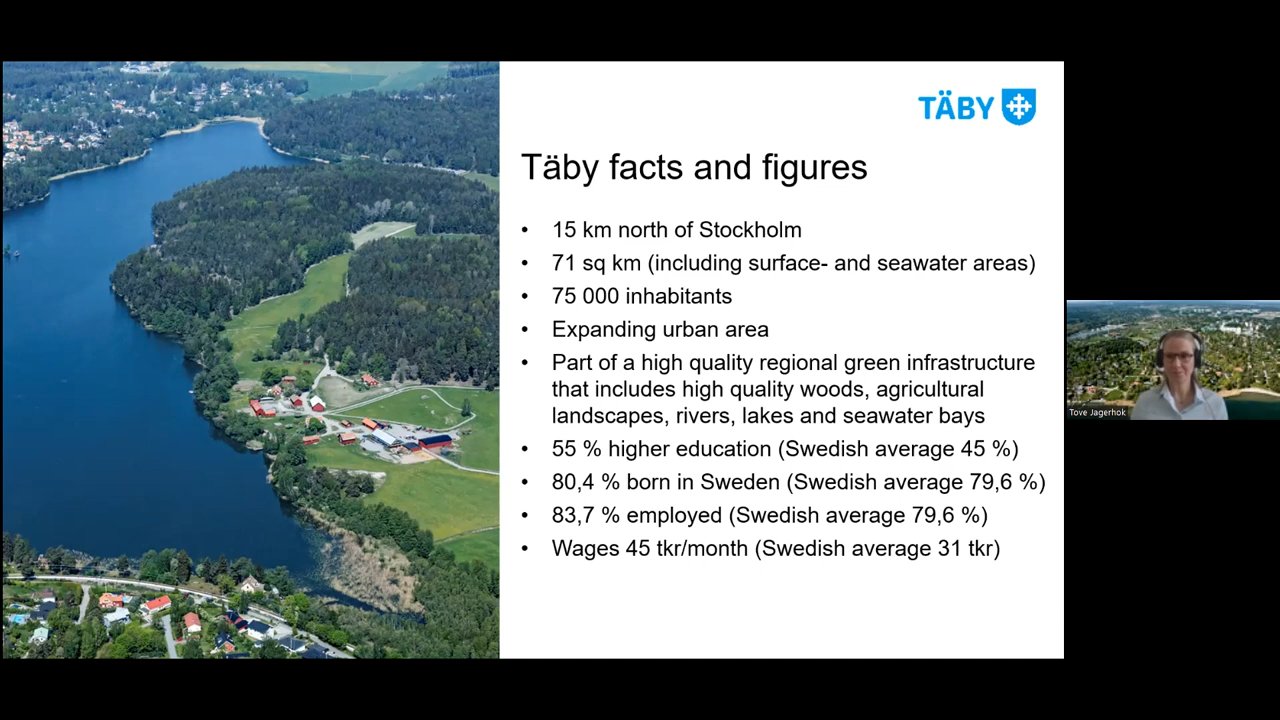 TÄBY
Täby facts and figures
• 15 km north of Stockholm
• 71 sq km (including surface- and seawater areas)
• 75 000 inhabitants
• Expanding urban area
• Part of a high quality regional green infrastructure
that includes high quality woods, agricultural
landscapes, rivers, lakes and seawater bays
• 55 % higher education (Swedish average 45 %)
• 80,4 % born in Sweden (Swedish average 79,6 %)
• 83,7 % employed (Swedish average 79,6 %)
• Wages 45 tkr/month (Swedish average 31 tkr)
Tove Jagerhok